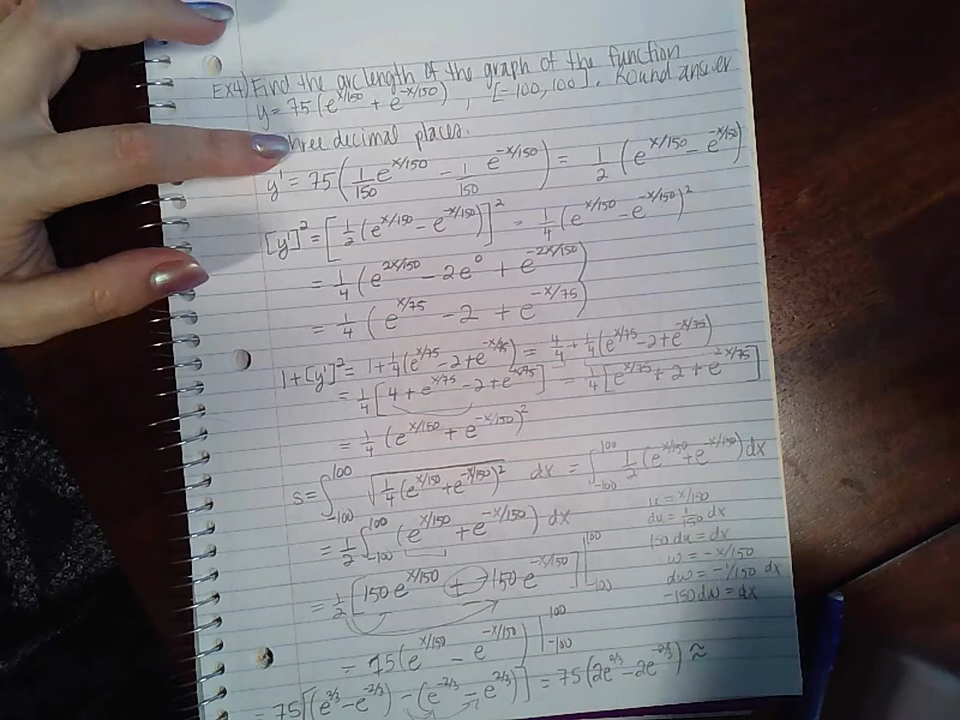 Ex4) Find the arc length of the graph of the function
y = 75 (e^{x/150} + e^{-x/150}) , [-100, 100]. Round answer
three decimal places.
y' = 75 (1/150 e^{x/150} - 1/150 e^{-x/150}) = 1/2 (e^{x/150} - e^{-x/150})
[y']^2 = [1/2 (e^{x/150} - e^{-x/150})]^2 = 1/4 (e^{x/150} - e^{-x/150})^2
= 1/4 (e^{2x/150} - 2e^0 + e^{-2x/150})
= 1/4 (e^{x/75} - 2 + e^{-x/75})
1+[y']^2 = 1 + 1/4 (e^{x/75} - 2 + e^{-x/75}) = 4/4 + 1/4 (e^{x/75} - 2 + e^{-x/75})
= 1/4 [4 + e^{x/75} - 2 + e^{-x/75}] = 1/4 [e^{x/75} + 2 + e^{-x/75}]
= 1/4 (e^{x/150} + e^{-x/150})^2
s = ∫_{-100}^{100} √(1/4 (e^{x/150} + e^{-x/150})^2) dx = ∫_{-100}^{100} 1/2 (e^{x/150} + e^{-x/150}) dx
= 1/2 ∫_{-100}^{100} (e^{x/150} + e^{-x/150}) dx
u = x/150
du = 1/150 dx
150 du = dx
w = -x/150
dw = -1/150 dx
-150 dw = dx
= 1/2 [150 e^{x/150} + -150 e^{-x/150}] |_{-100}^{100}
= 75 (e^{x/150} - e^{-x/150}) |_{-100}^{100}
= 75 [(e^{2/3} - e^{-2/3}) - (e^{-2/3} - e^{2/3})] = 75 (2e^{2/3} - 2e^{-2/3}) ≈